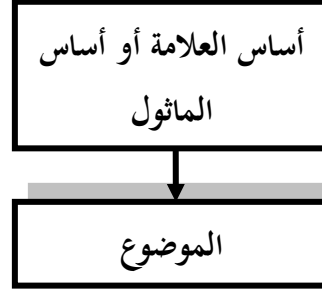 أساس العلامة أو أساس
الماثول
الموضوع